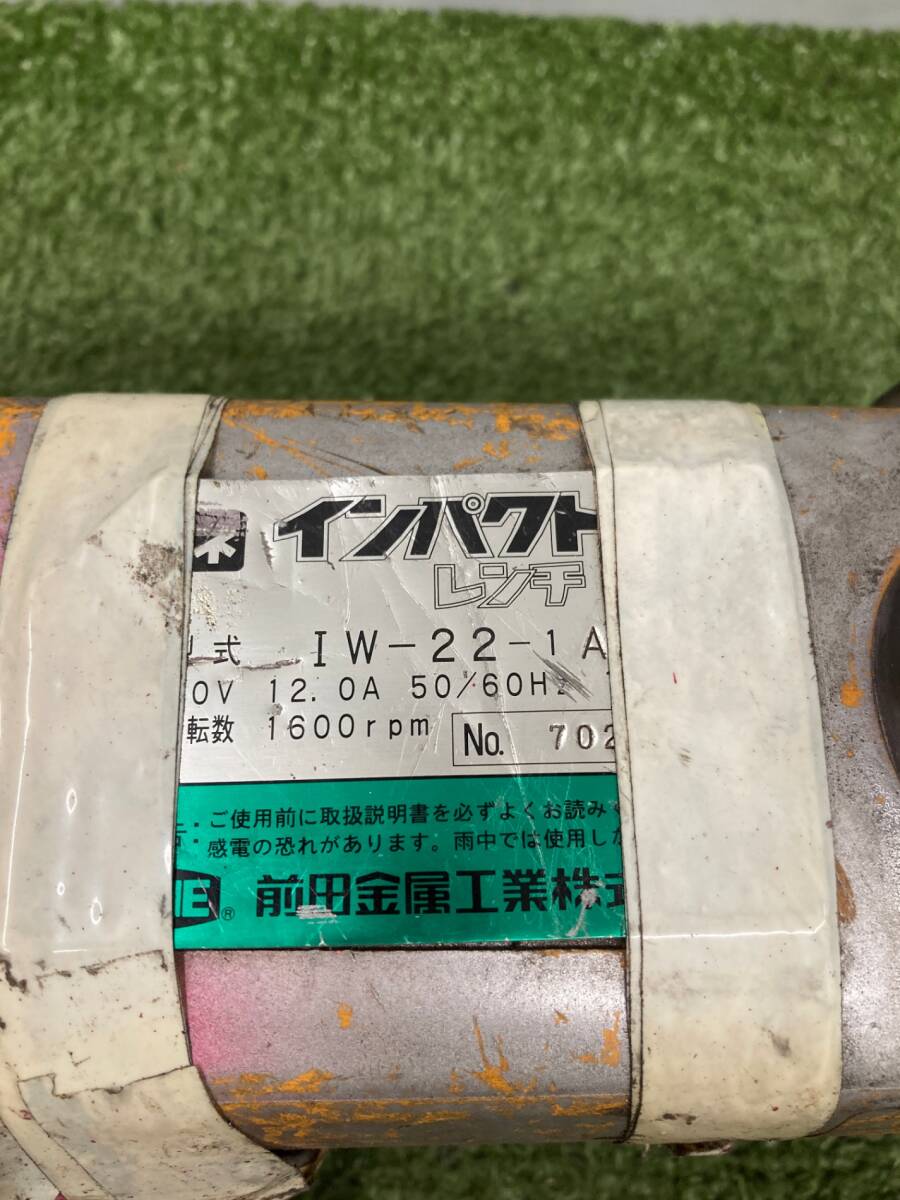 ネ インパクト
レンチ
式 IW-22-1A
0V 12.0A 50/60Hz
転数 1600rpm No. 702
ご使用前に取扱説明書を必ずよくお読み
感電の恐れがあります。雨中では使用し
E® 前田金属工業株式